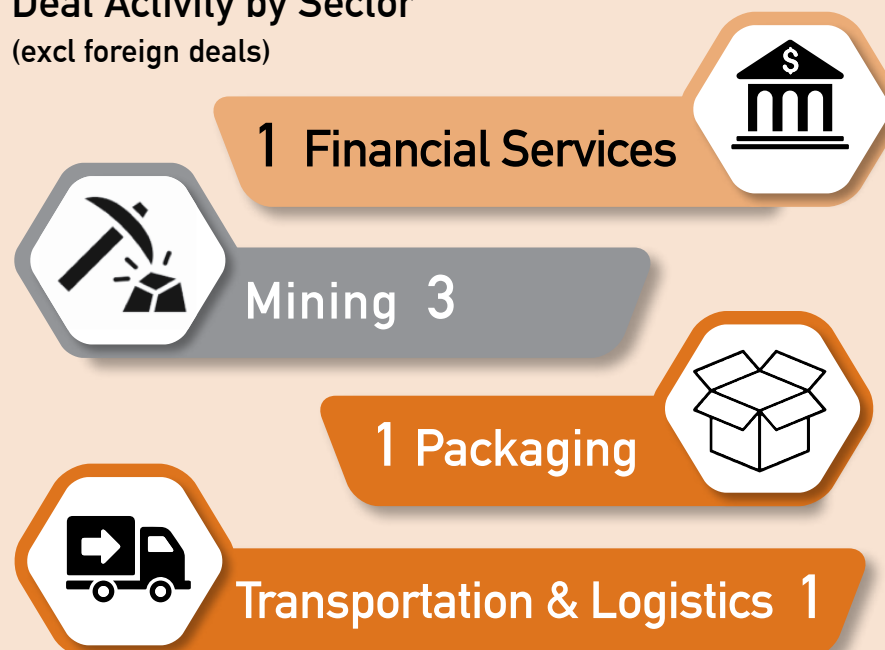 Deal Activity by Sector
(excl foreign deals)
$
1 Financial Services
Mining 3
1 Packaging
Transportation & Logistics 1